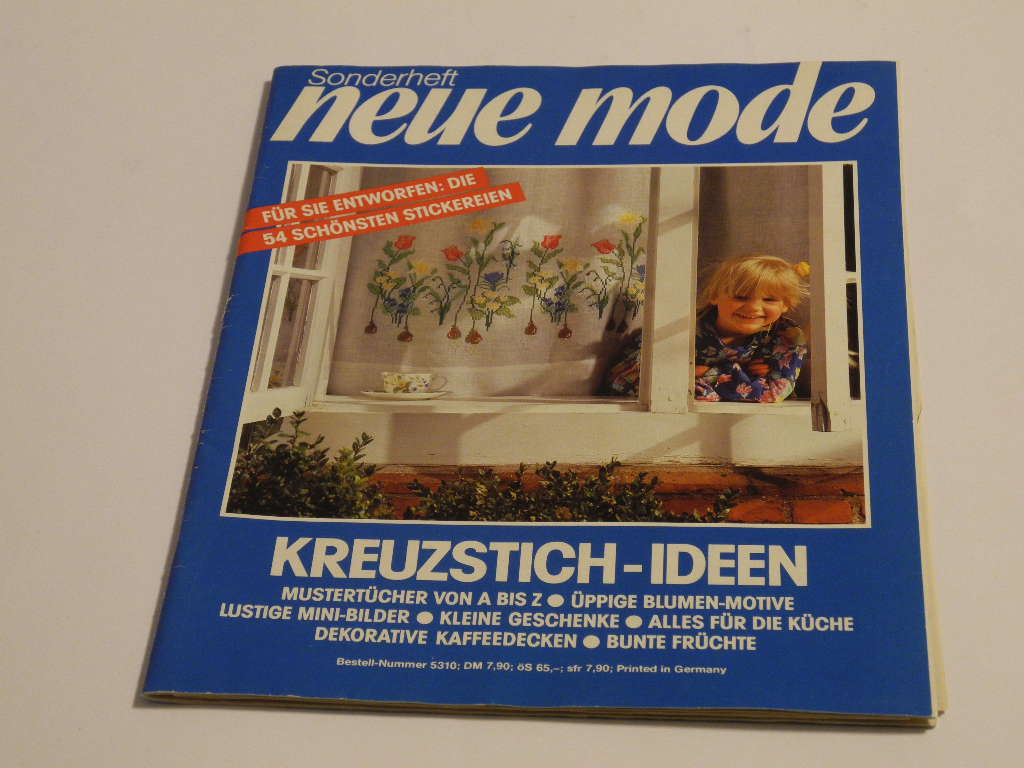 Sonderheft
neue mode
FÜR SIE ENTWORFEN: DIE
54 SCHÖNSTEN STICKEREIEN
KREUZSTICH-IDEEN
MUSTERTÜCHER VON A BIS Z ● ÜPPIGE BLUMEN-MOTIVE
LUSTIGE MINI-BILDER ● KLEINE GESCHENKE ● ALLES FÜR DIE KÜCHE
DEKORATIVE KAFFEEDECKEN ● BUNTE FRÜCHTE
Bestell-Nummer 5310; DM 7,90; öS 65,–; sfr 7,90; Printed in Germany